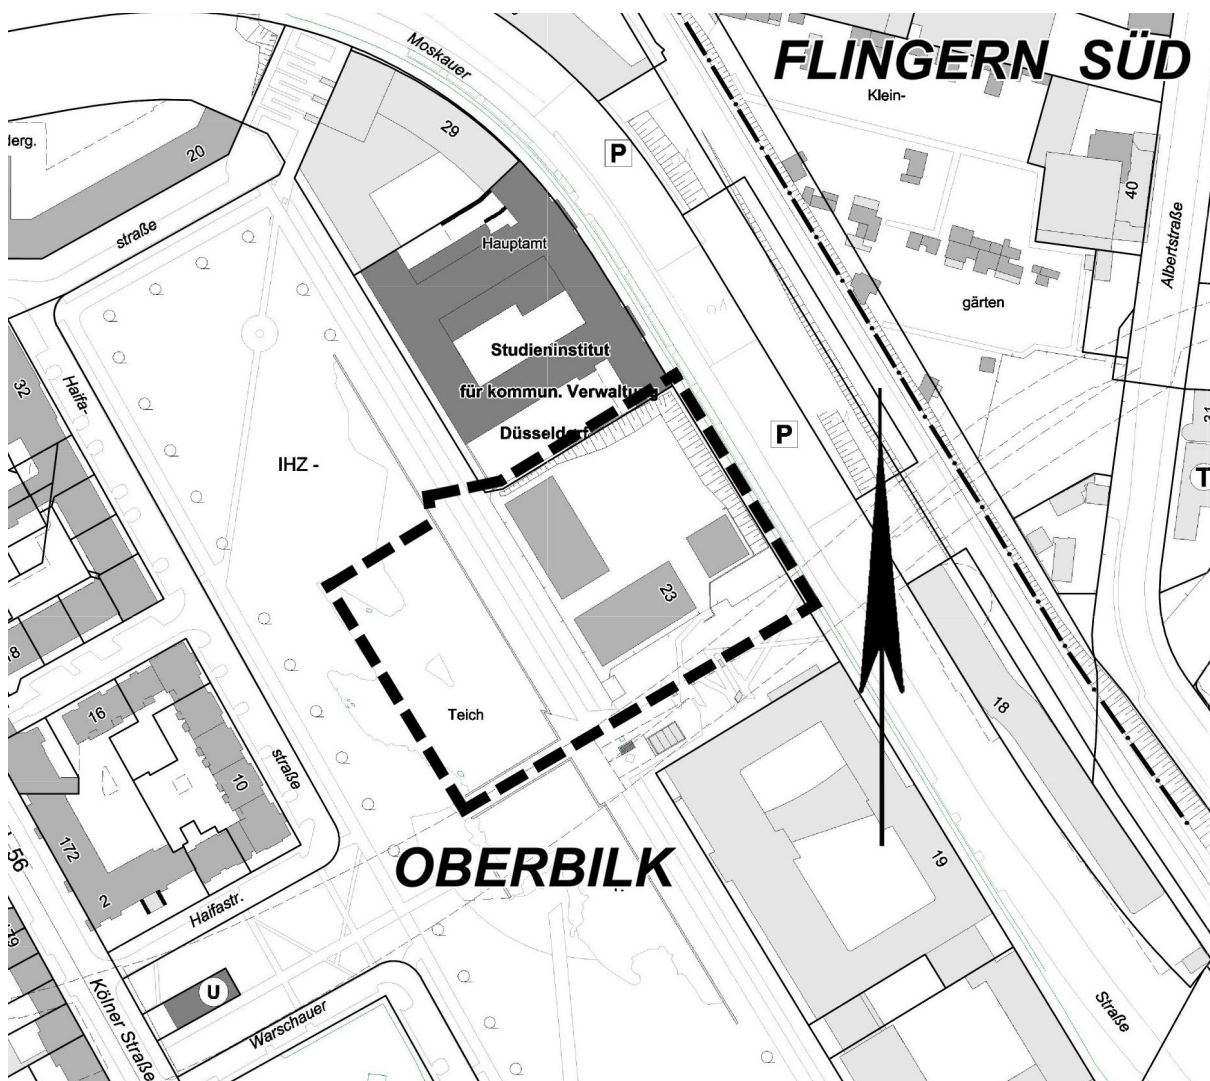 FLINGERN SÜD
Moskauer
Klein-
29
P
20
straße
40
Hauptamt
Albertstraße
gärten
Studieninstitut
für kommun. Verwaltung
Düsseldorf
32
Haifa-
P
IHZ -
T
23
18
16
Teich
18
straße
10
172
OBERBILK
56
2
19
Haifastr.
U
Kölner Straße
Warschauer
Straße